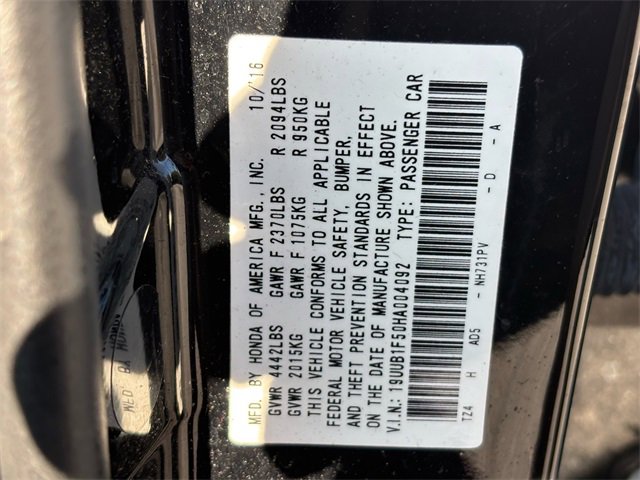 MFD. BY HONDA OF AMERICA MFG., INC. 10/'16
GVWR 4442LBS GAWR F 2370LBS R 2094LBS
GVWR 2015KG GAWR F 1075KG R 950KG
THIS VEHICLE CONFORMS TO ALL APPLICABLE
FEDERAL MOTOR VEHICLE SAFETY, BUMPER,
AND THEFT PREVENTION STANDARDS IN EFFECT
ON THE DATE OF MANUFACTURE SHOWN ABOVE.
V.I.N.: 19UUB1F50HA004092 TYPE: PASSENGER CAR
TZ4 H AD5 - NH731PV - D - A